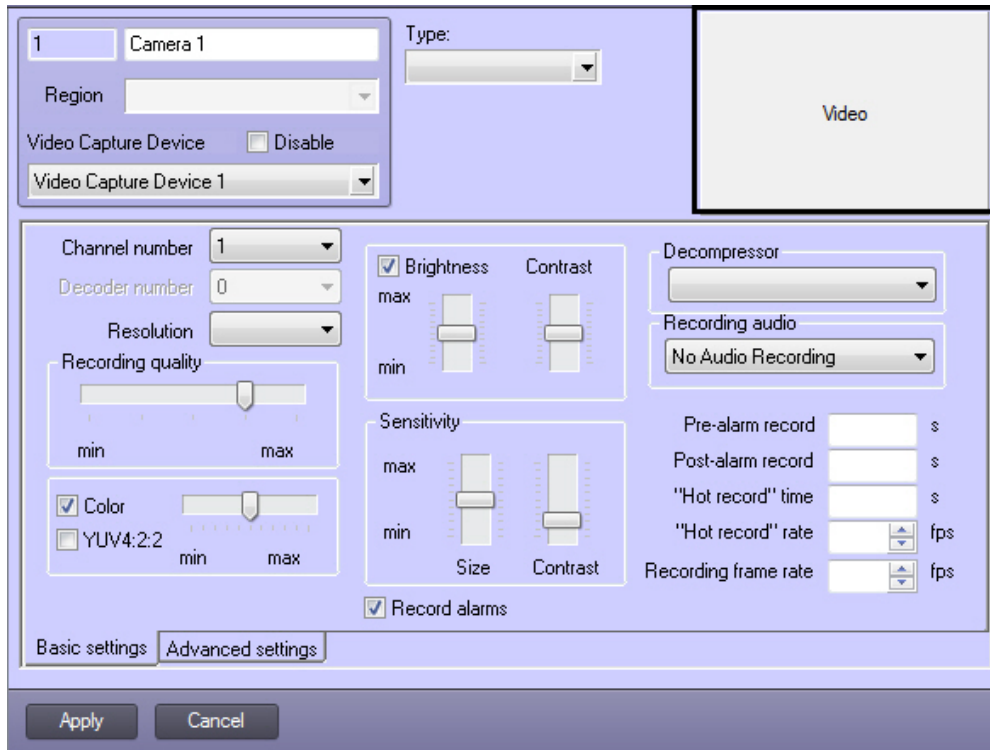 1
Camera 1
Type:
Region
Video Capture Device
Disable
Video Capture Device 1
Video
Channel number
1
Decoder number
0
Resolution
Recording quality
min
max
Color
YUV4:2:2
min
max
Brightness
Contrast
max
min
Sensitivity
max
min
Size
Contrast
Record alarms
Decompressor
Recording audio
No Audio Recording
Pre-alarm record
s
Post-alarm record
s
"Hot record" time
s
"Hot record" rate
fps
Recording frame rate
fps
Basic settings
Advanced settings
Apply
Cancel